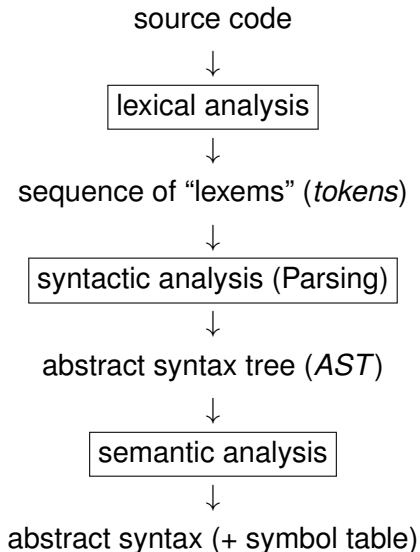 source code
↓
lexical analysis
↓
sequence of “lexems” (tokens)
↓
syntactic analysis (Parsing)
↓
abstract syntax tree (AST)
↓
semantic analysis
↓
abstract syntax (+ symbol table)